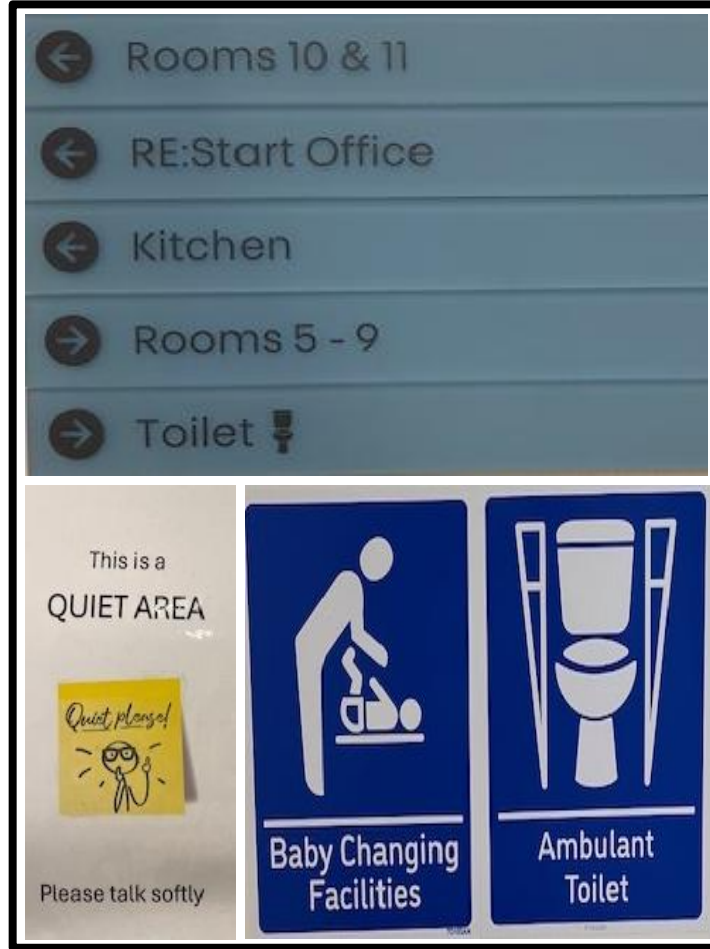 Rooms 10 & 11
RE:Start Office
Kitchen
Rooms 5 - 9
Toilet
This is a
QUIET AREA
Quiet please!
Please talk softly
Baby Changing
Facilities
Ambulant
Toilet